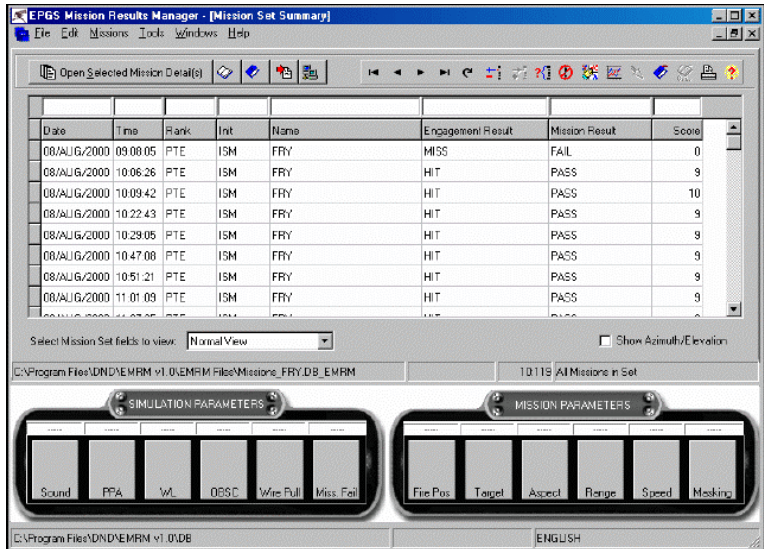 EPGS Mission Results Manager - [Mission Set Summary]
File Edit Missions Tools Windows Help
Open Selected Mission Detail(s)
Date Time Rank Init Name Engagement Result Mission Result Score
08/AUG/2000 09:08:05 PTE ISM FRY MISS FAIL 0
08/AUG/2000 10:06:26 PTE ISM FRY HIT PASS 9
08/AUG/2000 10:09:42 PTE ISM FRY HIT PASS 10
08/AUG/2000 10:22:43 PTE ISM FRY HIT PASS 9
08/AUG/2000 10:29:05 PTE ISM FRY HIT PASS 9
08/AUG/2000 10:47:08 PTE ISM FRY HIT PASS 9
08/AUG/2000 10:51:21 PTE ISM FRY HIT PASS 9
08/AUG/2000 11:01:09 PTE ISM FRY HIT PASS 9
Select Mission Set fields to view: Normal View Show Azimuth/Elevation
C:\Program Files\DND\EMRM v1.0\EMRM Files\Missions_FRY.DB_EMRM 10:119 All Missions in Set
SIMULATION PARAMETERS MISSION PARAMETERS
Sound PPA WL OBSC Wire Pull Miss. Fail Fire Pos Target Aspect Range Speed Masking
C:\Program Files\DND\EMRM v1.0\DB ENGLISH